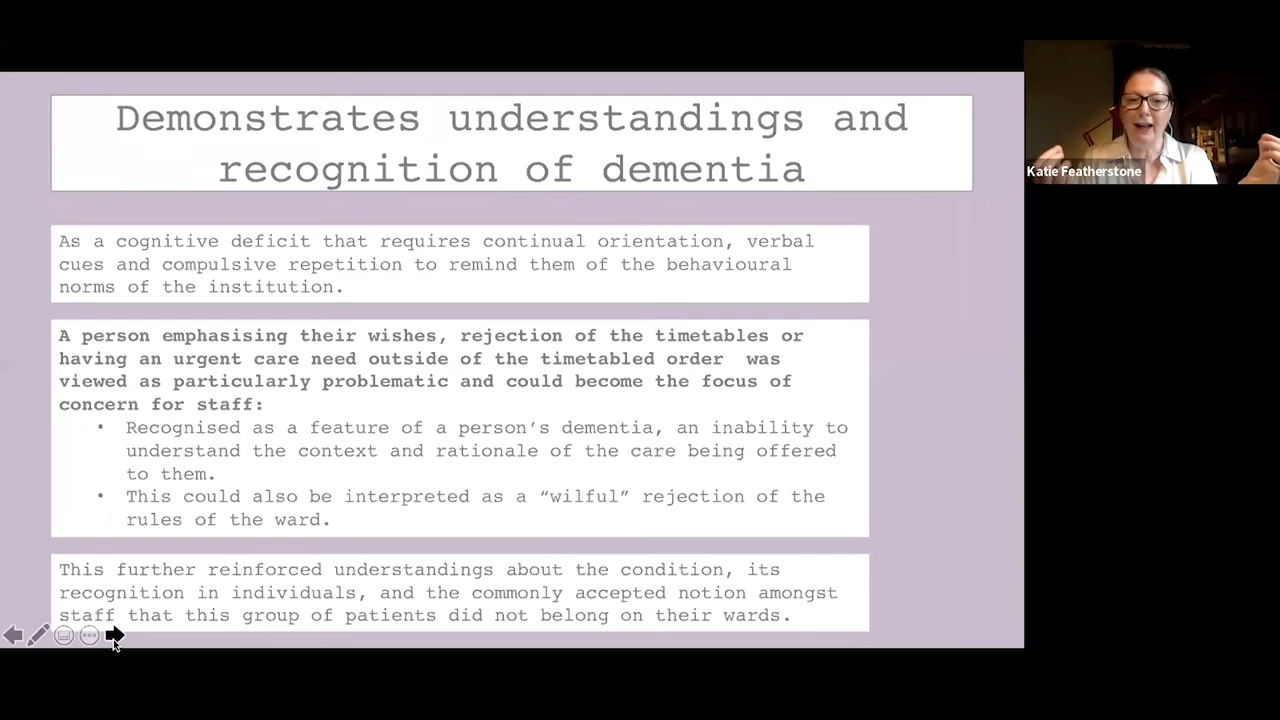 Demonstrates understandings and
recognition of dementia
As a cognitive deficit that requires continual orientation, verbal
cues and compulsive repetition to remind them of the behavioural
norms of the institution.
A person emphasising their wishes, rejection of the timetables or
having an urgent care need outside of the timetabled order was
viewed as particularly problematic and could become the focus of
concern for staff:
• Recognised as a feature of a person’s dementia, an inability to
understand the context and rationale of the care being offered
to them.
• This could also be interpreted as a “wilful” rejection of the
rules of the ward.
This further reinforced understandings about the condition, its
recognition in individuals, and the commonly accepted notion amongst
staff that this group of patients did not belong on their wards.
Katie Featherstone